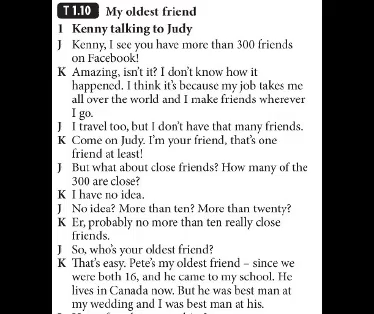 T 1.10 My oldest friend
1 Kenny talking to Judy
J Kenny, I see you have more than 300 friends
on Facebook!
K Amazing, isn't it? I don't know how it
happened. I think it's because my job takes me
all over the world and I make friends wherever
I go.
J I travel too, but I don't have that many friends.
K Come on Judy. I'm your friend, that's one
friend at least!
J But what about close friends? How many of the
300 are close?
K I have no idea.
J No idea? More than ten? More than twenty?
K Er, probably no more than ten really close
friends.
J So, who's your oldest friend?
K That's easy. Pete's my oldest friend – since we
were both 16, and he came to my school. He
lives in Canada now. But he was best man at
my wedding and I was best man at his.